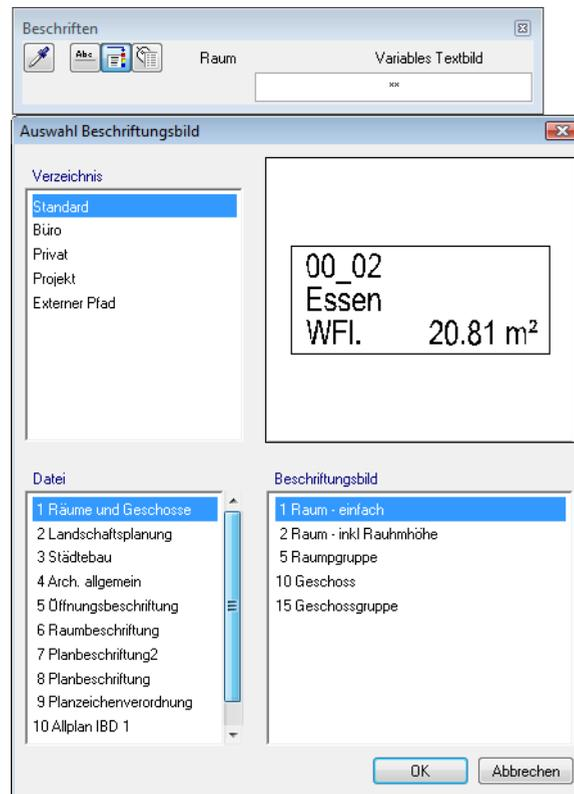 Beschriften
Abc
Raum
Variables Textbild
××
Auswahl Beschriftungsbild
Verzeichnis
Standard
Büro
Privat
Projekt
Externer Pfad
00_02
Essen
WFl. 20.81 m²
Datei
1 Räume und Geschosse
2 Landschaftsplanung
3 Städtebau
4 Arch. allgemein
5 Öffnungsbeschriftung
6 Raumbeschriftung
7 Planbeschriftung2
8 Planbeschriftung
9 Planzeichenverordnung
10 Allplan IBD 1
Beschriftungsbild
1 Raum - einfach
2 Raum - inkl Rauhmhöhe
5 Raumpgruppe
10 Geschoss
15 Geschossgruppe
OK
Abbrechen